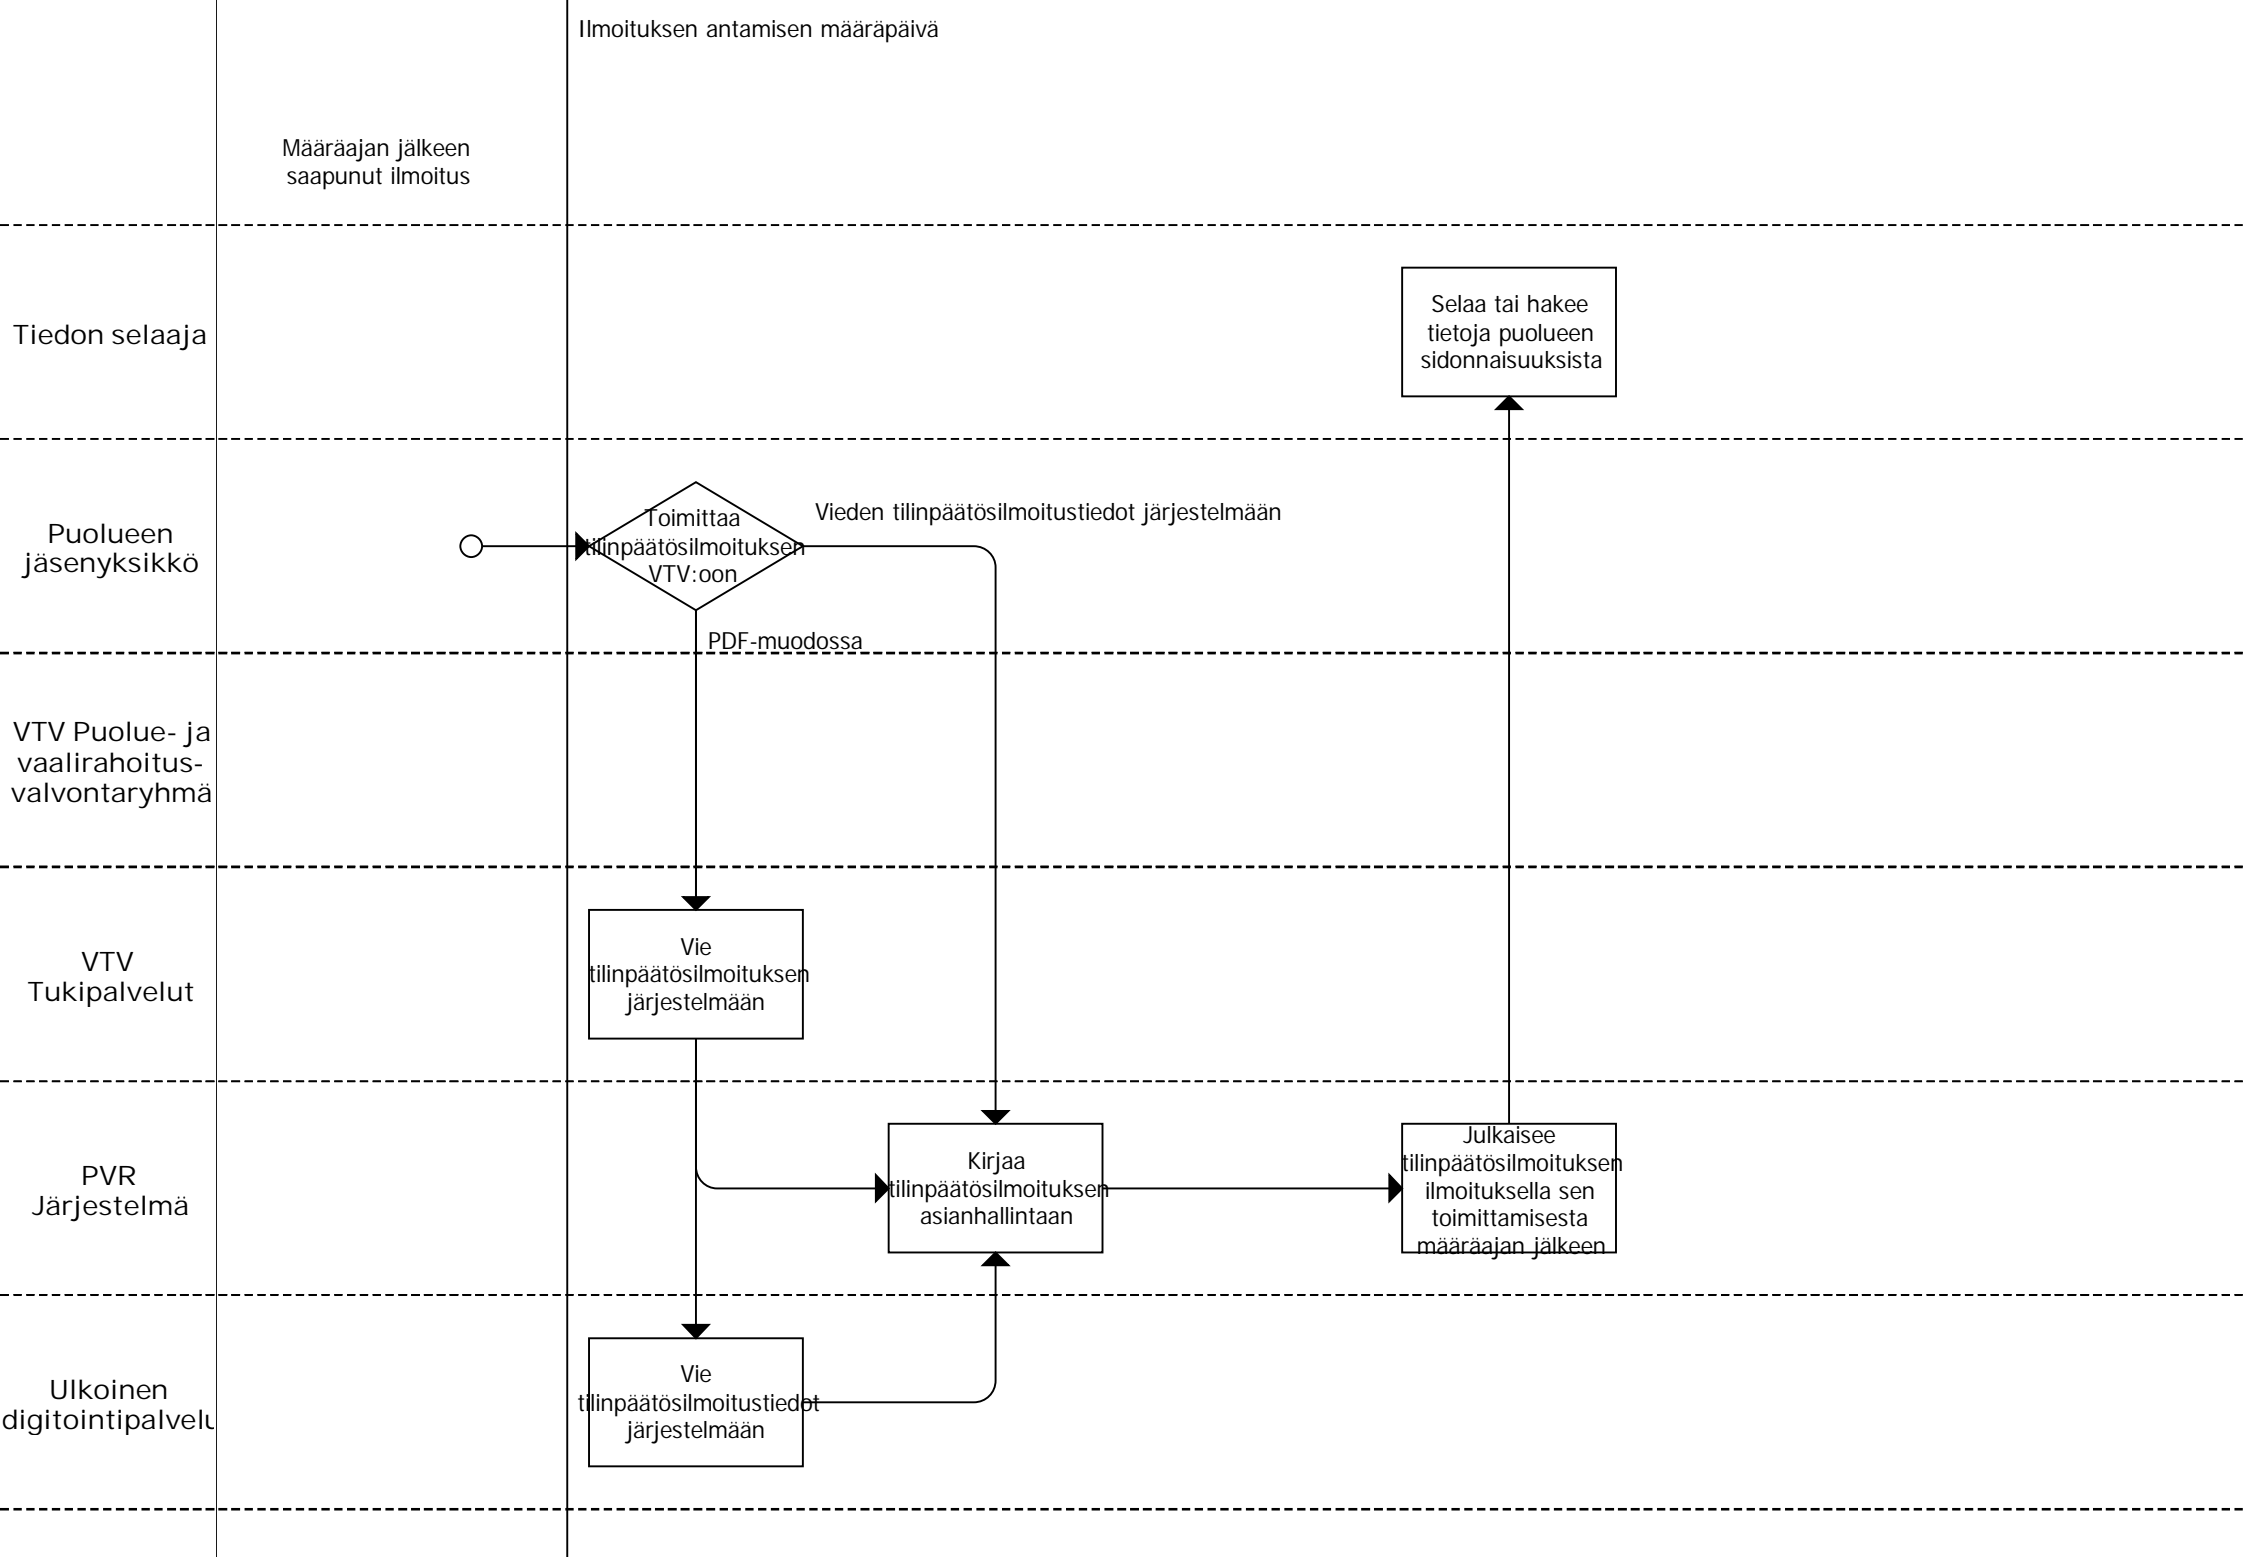 Ilmoituksen antamisen määräpäivä
Määräajan jälkeen
saapunut ilmoitus
Tiedon selaaja
Selaa tai hakee
tietoja puolueen
sidonnaisuuksista
Puolueen
jäsenyksikkö
Toimittaa
tilinpäätösilmoituksen
VTV:oon
Vieden tilinpäätösilmoitustiedot järjestelmään
PDF-muodossa
VTV Puolue- ja
vaalirahoitus-
valvontaryhmä
VTV
Tukipalvelut
Vie
tilinpäätösilmoituksen
järjestelmään
PVR
Järjestelmä
Kirjaa
tilinpäätösilmoituksen
asianhallintaan
Julkaisee
tilinpäätösilmoituksen
ilmoituksella sen
toimittamisesta
määräajan jälkeen
Ulkoinen
digitointipalvelu
Vie
tilinpäätösilmoitustiedot
järjestelmään